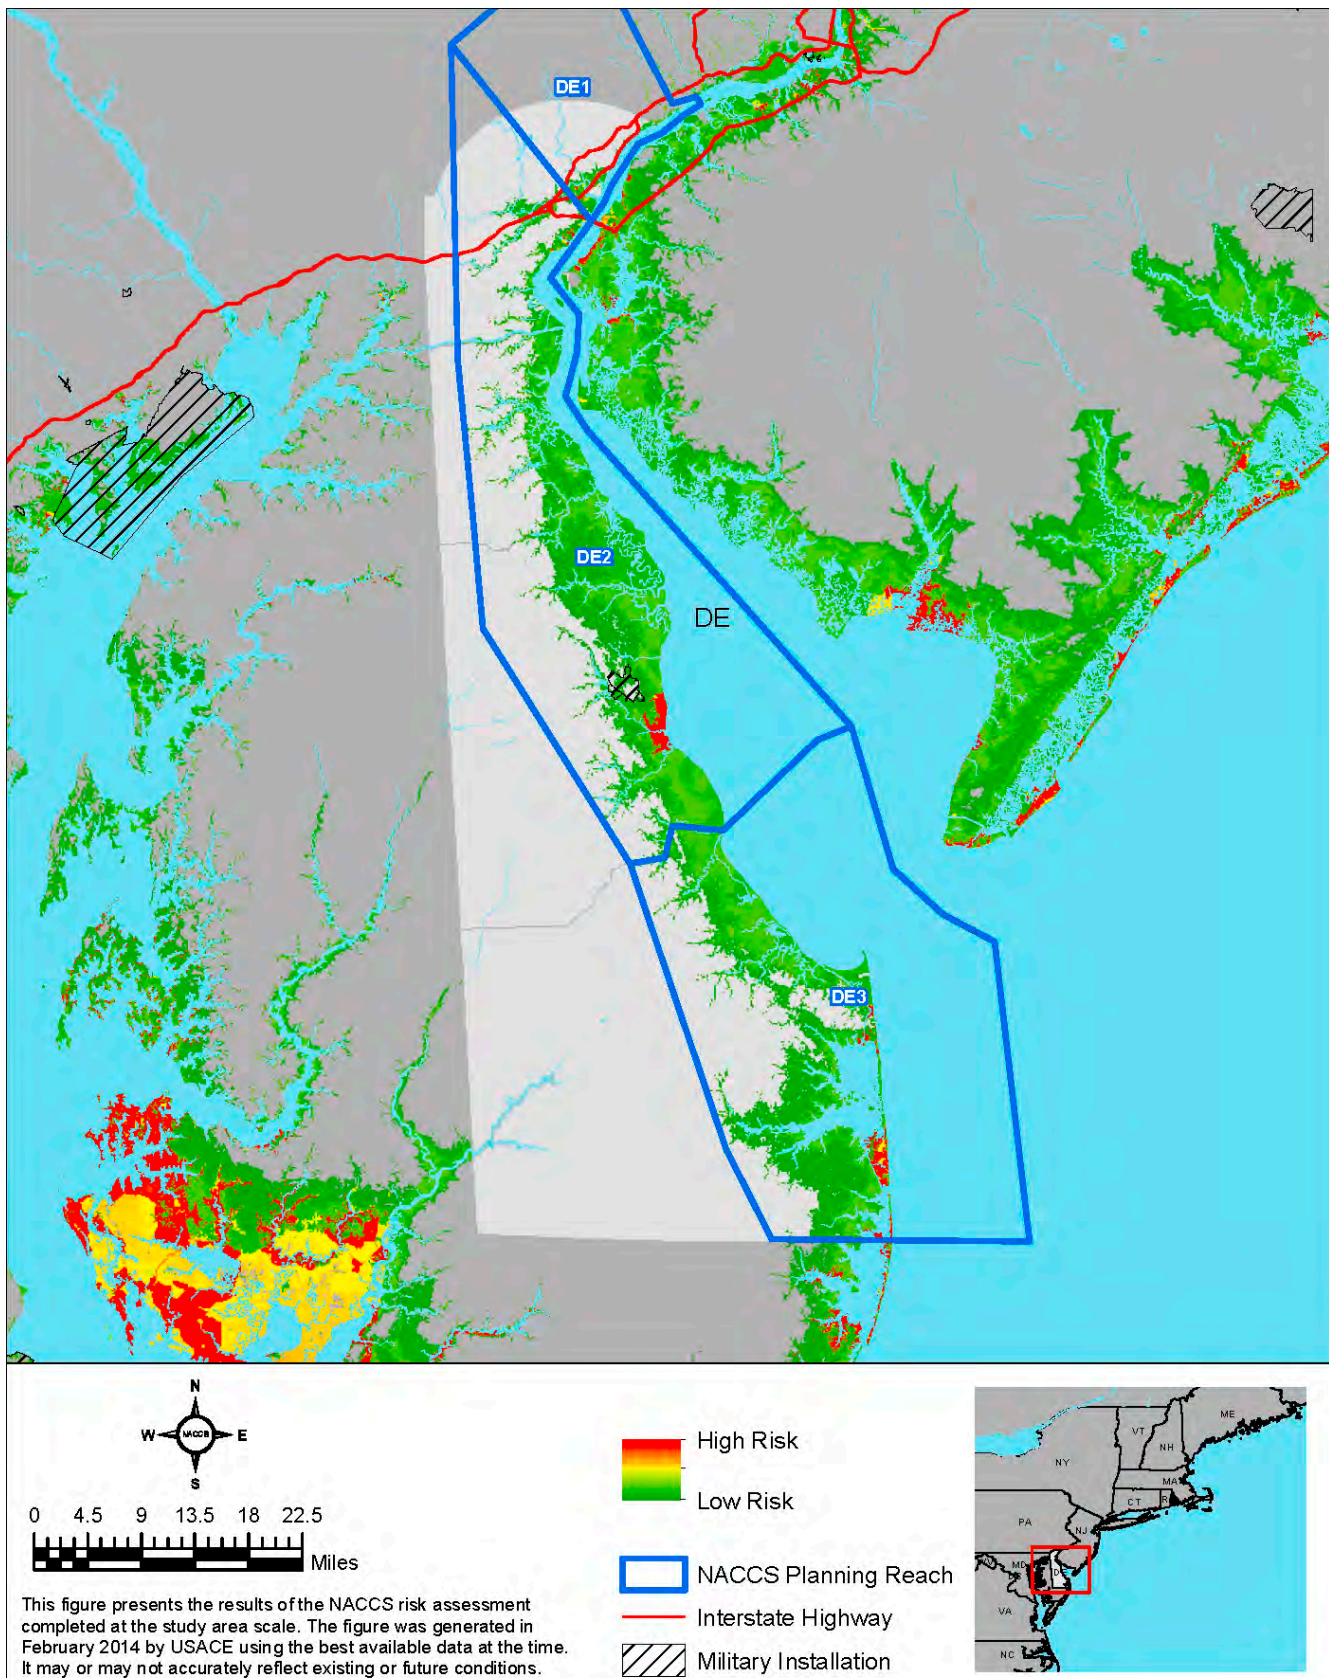 DE1
DE2
DE
DE3
N
W NACCS E
S
0 4.5 9 13.5 18 22.5
Miles
This figure presents the results of the NACCS risk assessment
completed at the study area scale. The figure was generated in
February 2014 by USACE using the best available data at the time.
It may or may not accurately reflect existing or future conditions.
High Risk
Low Risk
NACCS Planning Reach
Interstate Highway
Military Installation
ME
VT
NH
NY
MA
CT
PA
NJ
MD
VA
NC